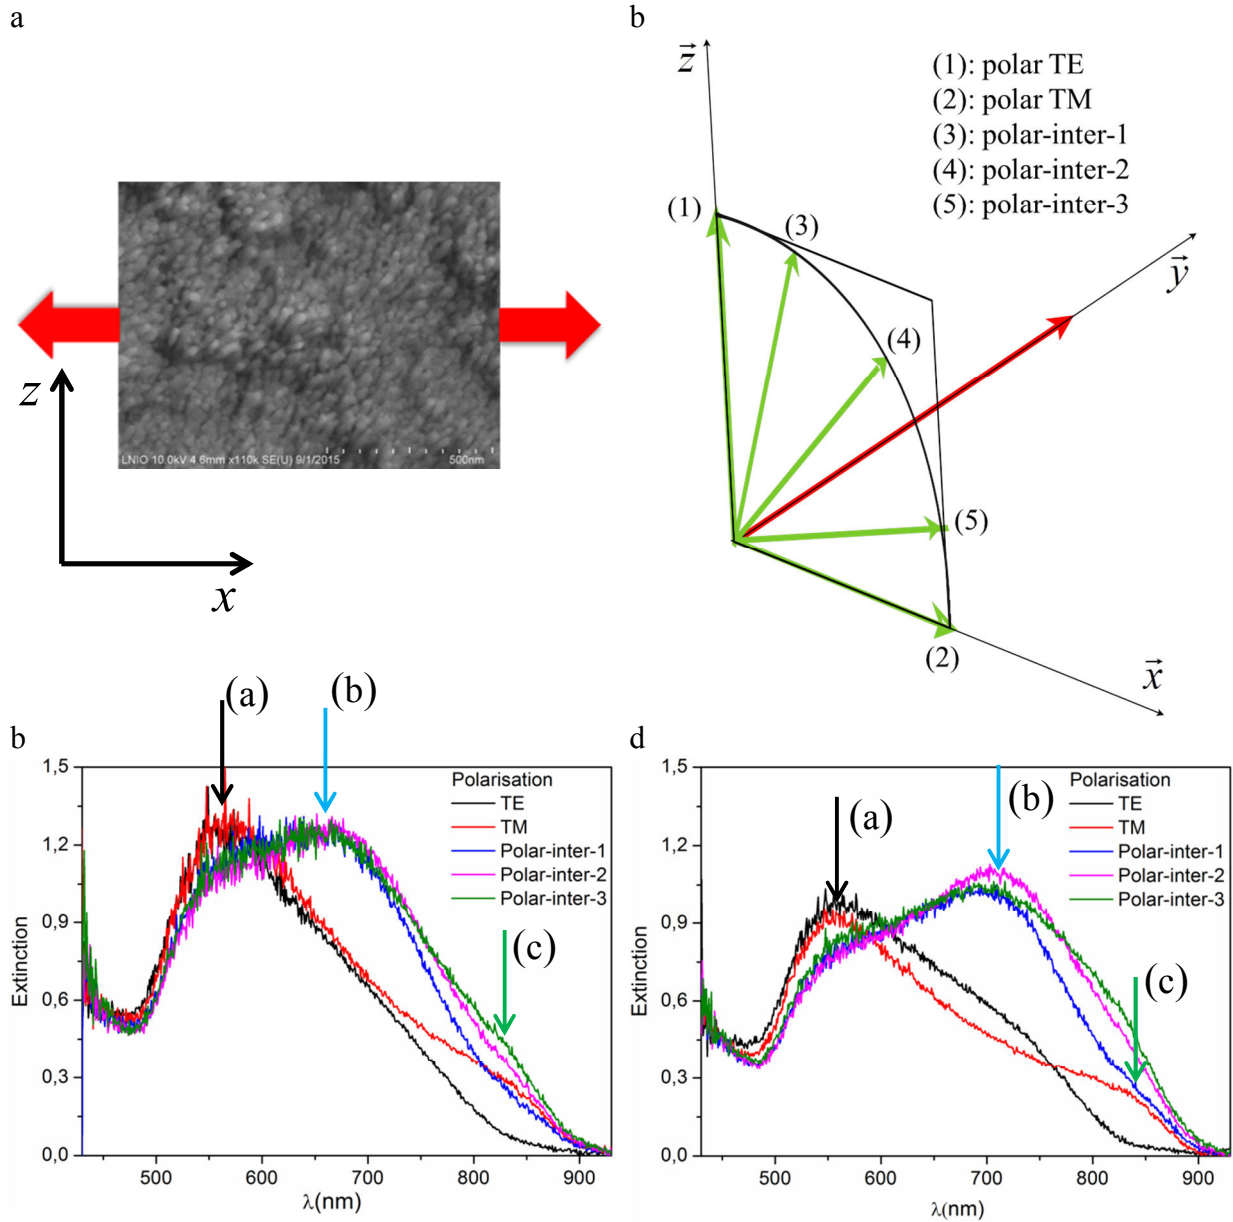 a
z
x
LNIO 10.0kV 4.6mm x110k SE(U) 9/1/2015
500nm
b
z
(1): polar TE
(2): polar TM
(3): polar-inter-1
(4): polar-inter-2
(5): polar-inter-3
(1)
(3)
(4)
(5)
(2)
y
x
b
(a)
(b)
(c)
Polarisation
TE
TM
Polar-inter-1
Polar-inter-2
Polar-inter-3
1,5
1,2
0,9
0,6
0,3
0,0
Extinction
500 600 700 800 900
λ(nm)
d
(a)
(b)
(c)
Polarisation
TE
TM
Polar-inter-1
Polar-inter-2
Polar-inter-3
1,5
1,2
0,9
0,6
0,3
0,0
Extinction
500 600 700 800 900
λ(nm)